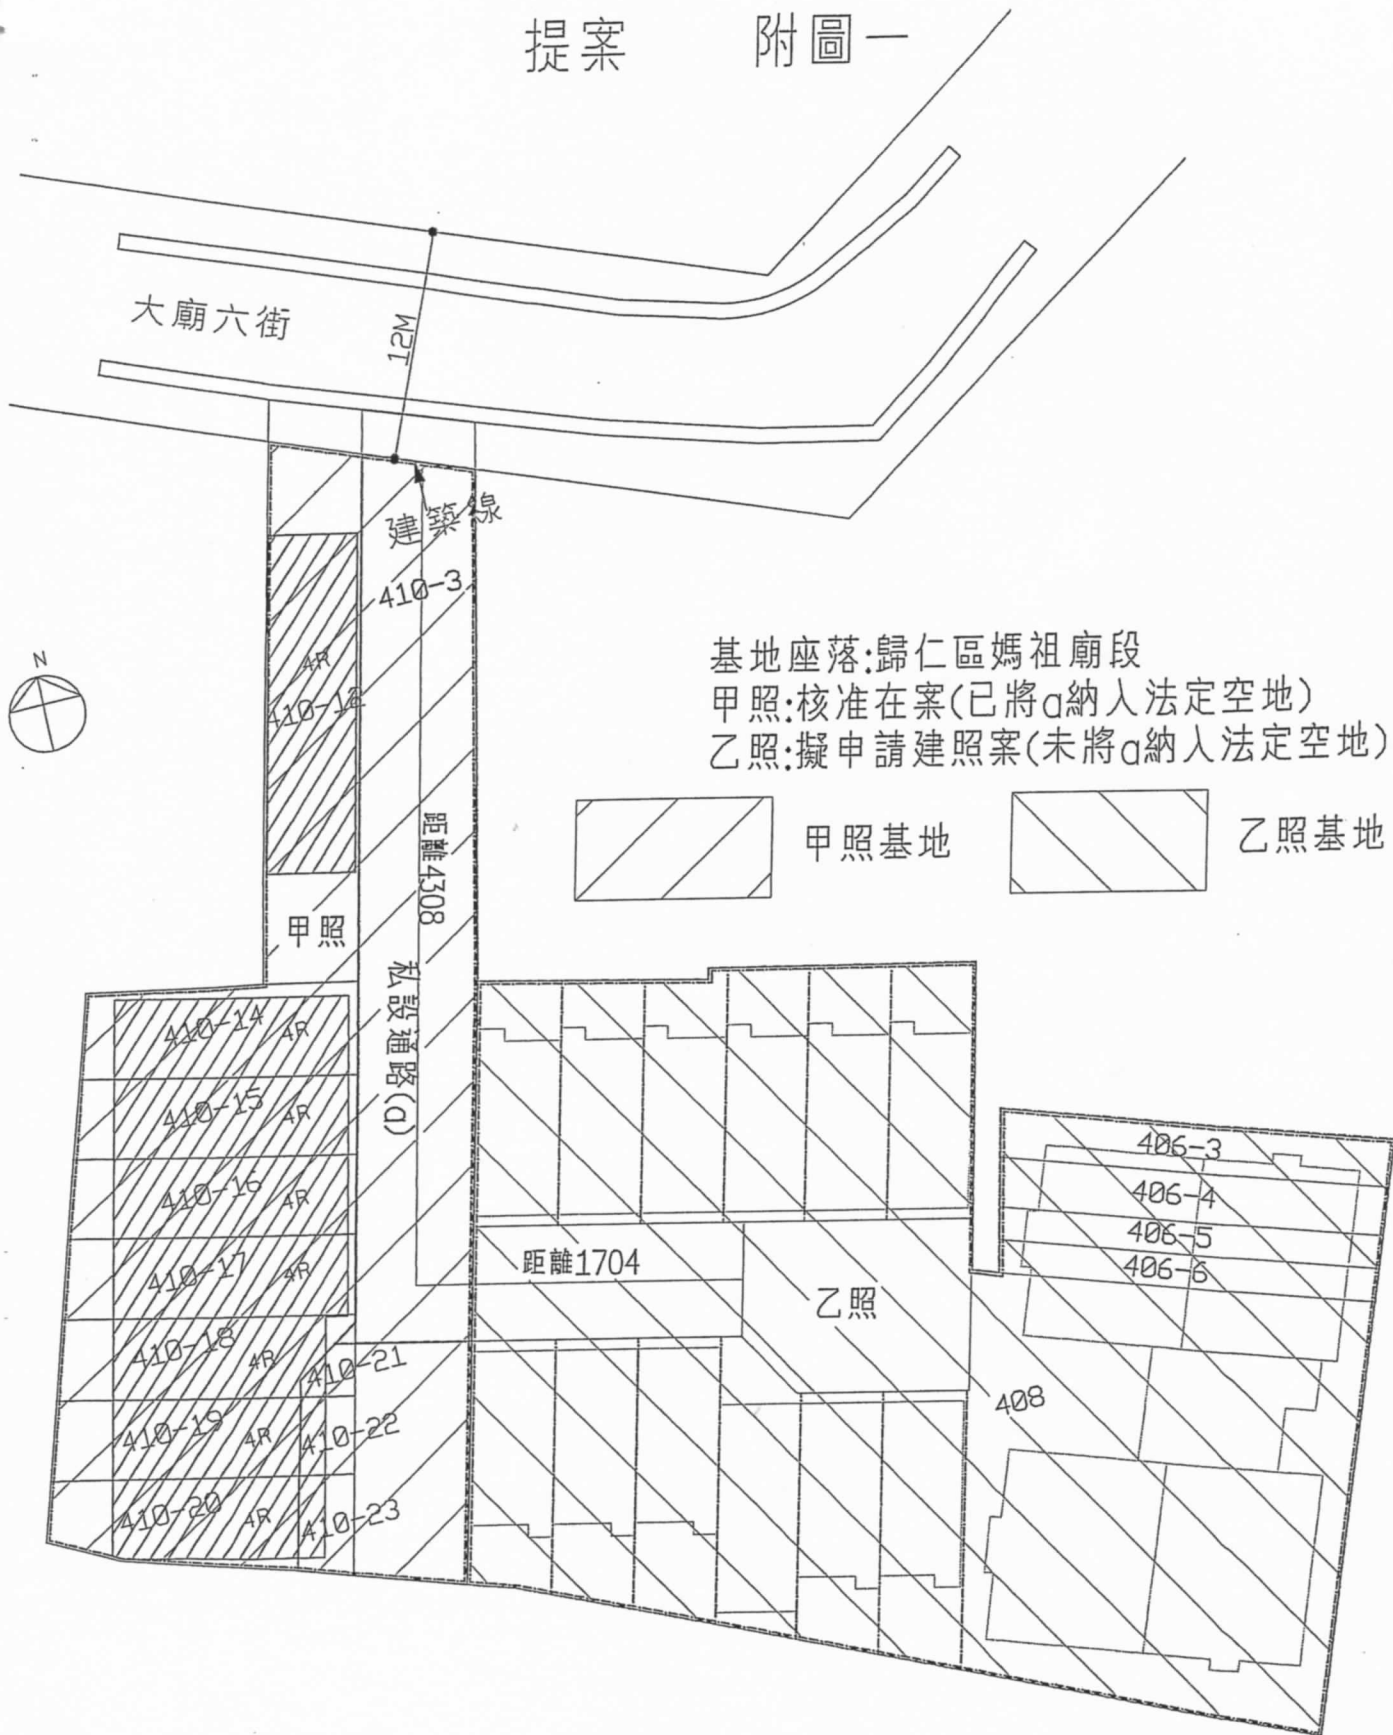 提案 附圖一
大廟六街
12M
建築線
410-3
N
4R
410-12
基地座落:歸仁區媽祖廟段
甲照:核准在案(已將a納入法定空地)
乙照:擬申請建照案(未將a納入法定空地)
甲照基地
乙照基地
距離4308
甲照
私設通路(a)
410-14 4R
410-15 4R
410-16 4R
410-17 4R
410-18 4R
410-19 4R
410-20 4R
410-21
410-22
410-23
距離1704
乙照
406-3
406-4
406-5
406-6
408